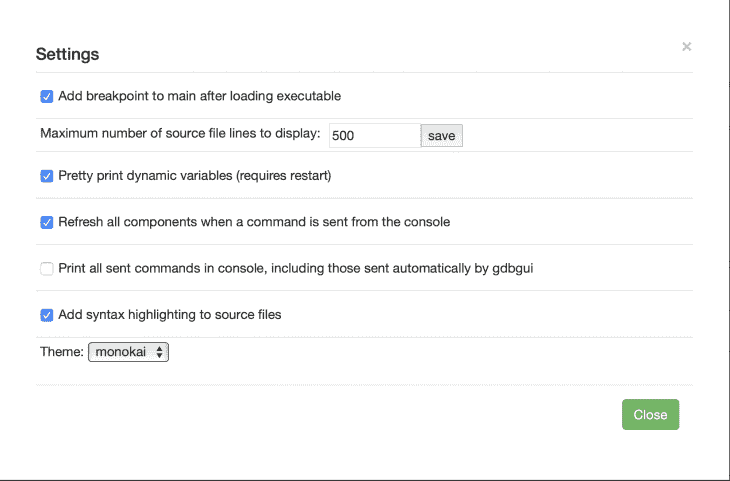 Settings
×
Add breakpoint to main after loading executable
Maximum number of source file lines to display: 500 save
Pretty print dynamic variables (requires restart)
Refresh all components when a command is sent from the console
Print all sent commands in console, including those sent automatically by gdbgui
Add syntax highlighting to source files
Theme: monokai
Close